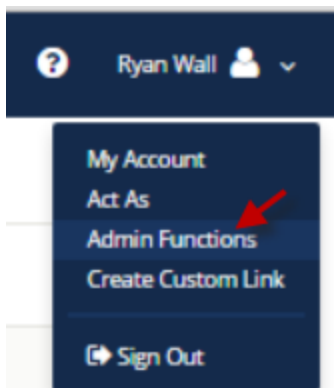 Ryan Wall
My Account
Act As
Admin Functions
Create Custom Link
Sign Out